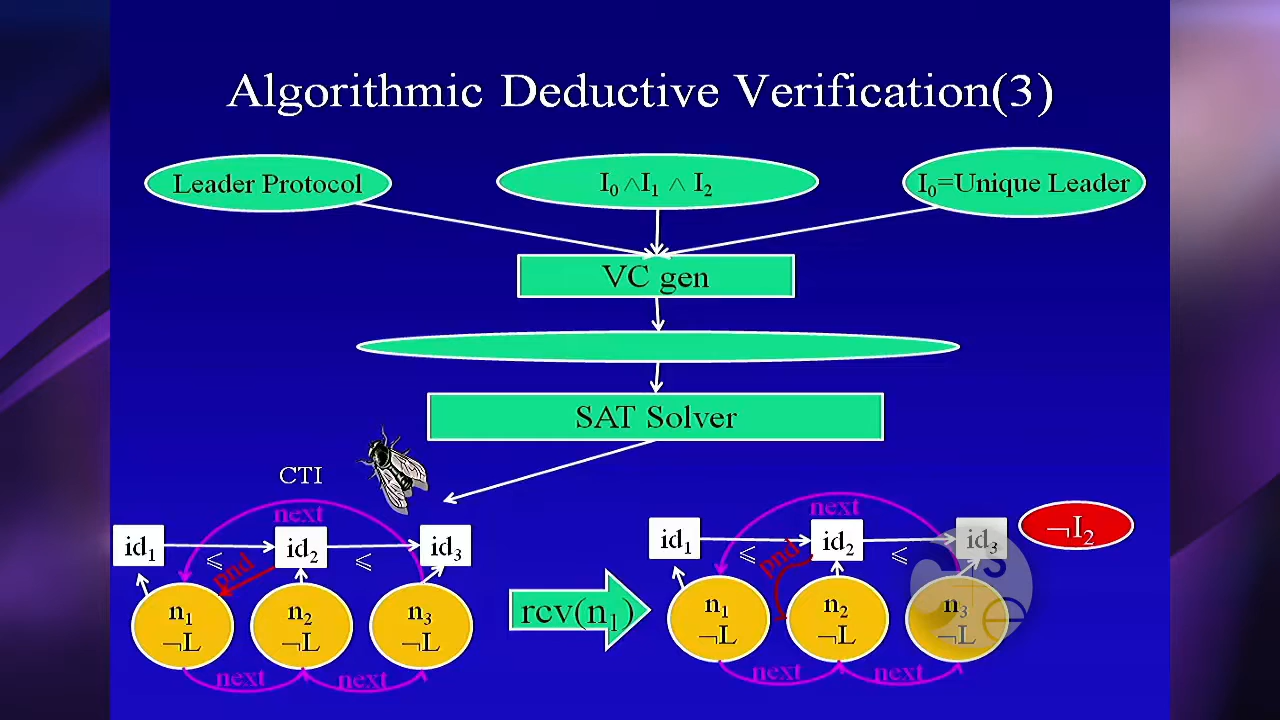 Algorithmic Deductive Verification(3)
Leader Protocol
I₀ ∧I₁ ∧ I₂
I₀=Unique Leader
VC gen
SAT Solver
CTI
next
id₁
id₂
id₃
≤
≤
pnd
n₁
¬L
n₂
¬L
n₃
¬L
next
next
rcv(n₁)
next
id₁
id₂
id₃
¬I₂
≤
≤
pnd
n₁
¬L
n₂
¬L
n₃
¬L
next
next